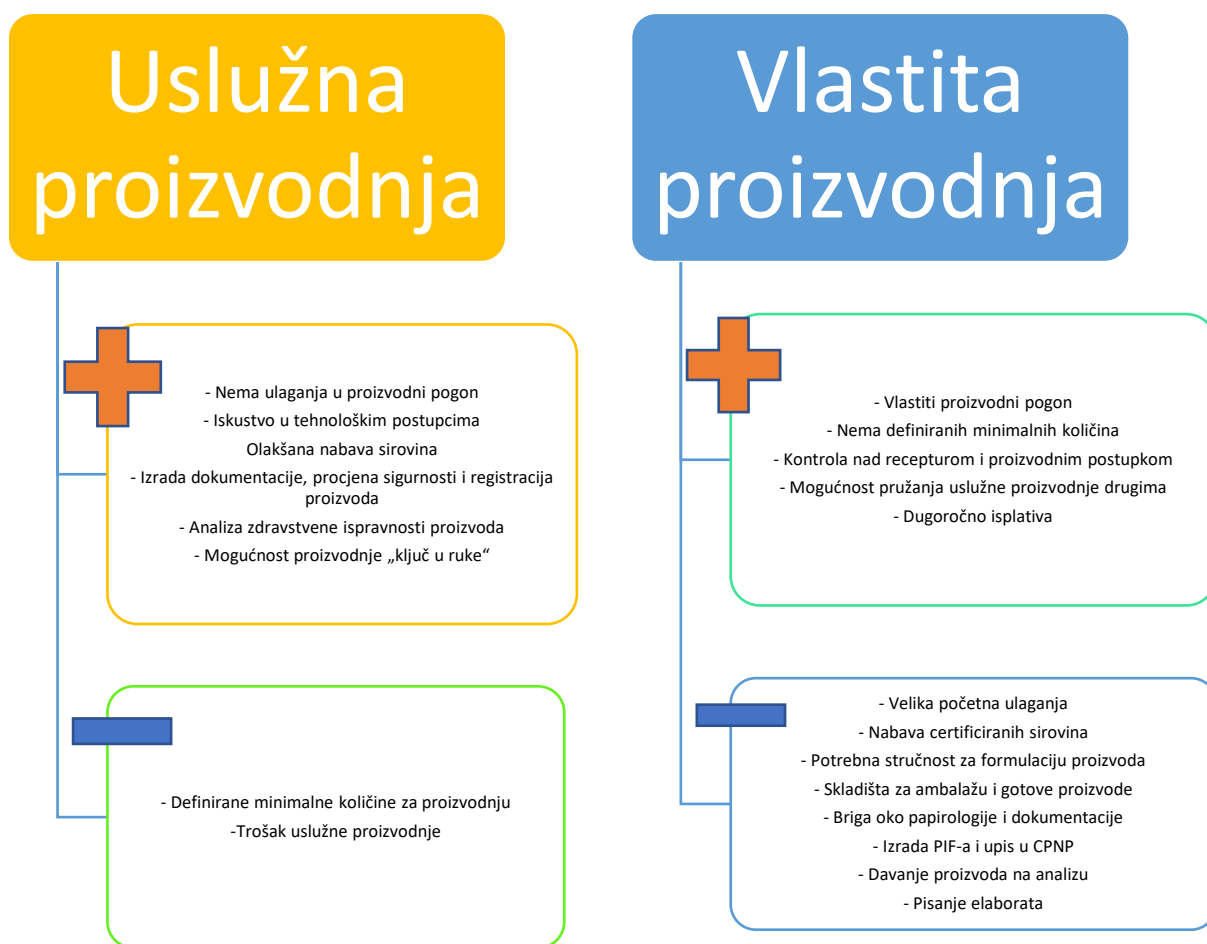 Uslužna
proizvodnja
- Nema ulaganja u proizvodni pogon
- Iskustvo u tehnološkim postupcima
Olakšana nabava sirovina
- Izrada dokumentacije, procjena sigurnosti i registracija
proizvoda
- Analiza zdravstvene ispravnosti proizvoda
- Mogućnost proizvodnje „ključ u ruke“
- Definirane minimalne količine za proizvodnju
-Trošak uslužne proizvodnje
Vlastita
proizvodnja
- Vlastiti proizvodni pogon
- Nema definiranih minimalnih količina
- Kontrola nad recepturom i proizvodnim postupkom
- Mogućnost pružanja uslužne proizvodnje drugima
- Dugoročno isplativa
- Velika početna ulaganja
- Nabava certificiranih sirovina
- Potrebna stručnost za formulaciju proizvoda
- Skladišta za ambalažu i gotove proizvode
- Briga oko papirologije i dokumentacije
- Izrada PIF-a i upis u CPNP
- Davanje proizvoda na analizu
- Pisanje elaborata